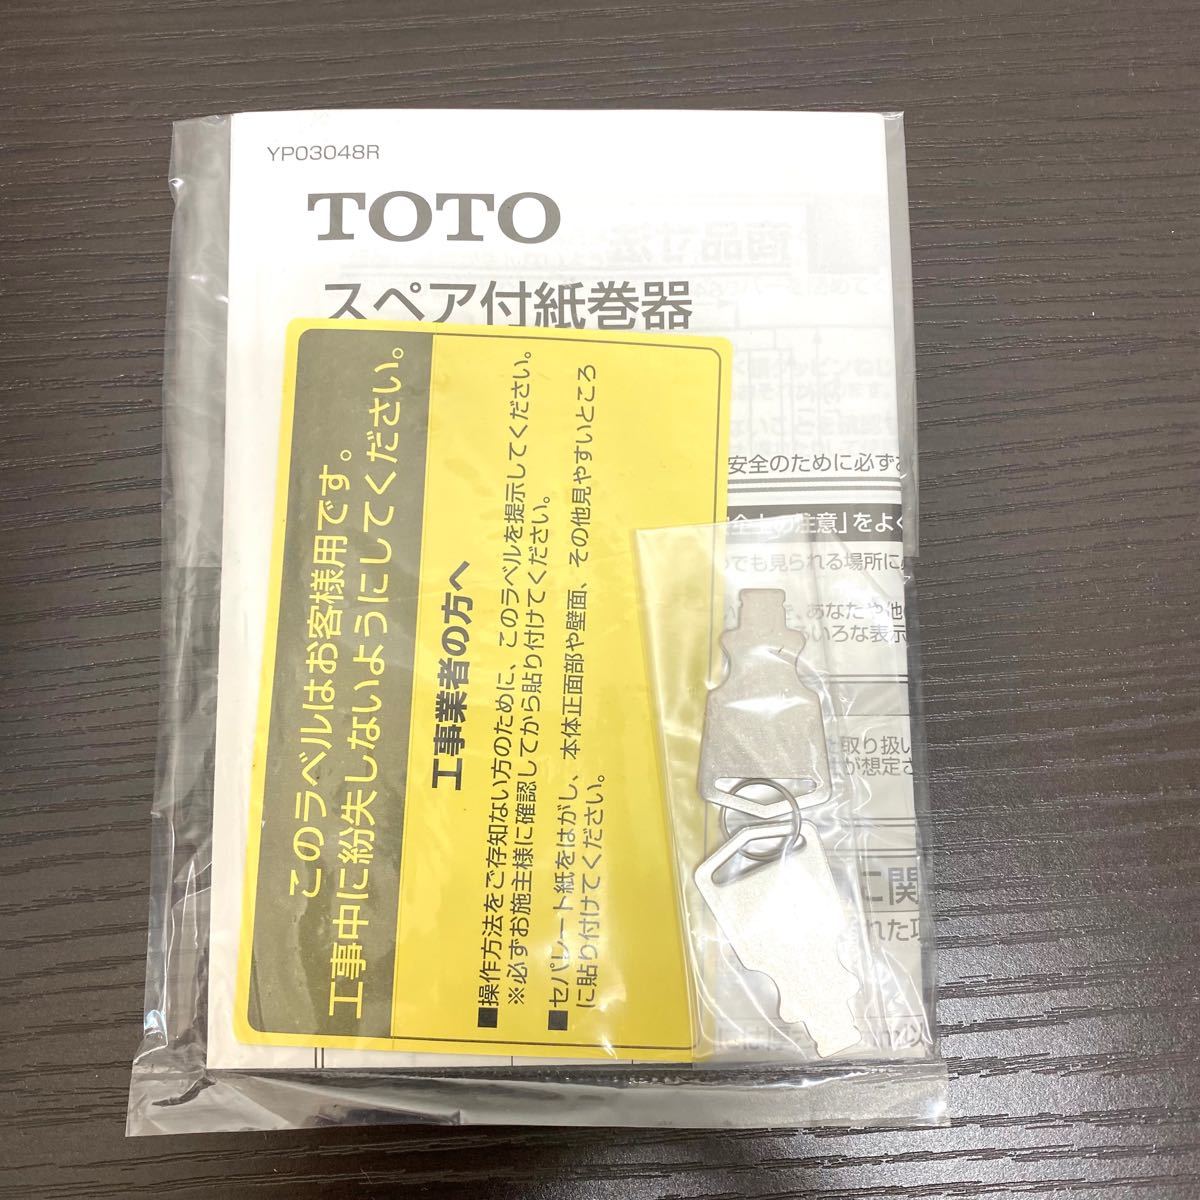 YP03048R
TOTO
スペア付紙巻器
商品寸法
このラベルはお客様用です。
工事中に紛失しないようにしてください。
工事業者の方へ
■操作方法をご存知ない方のために、このラベルを提示してください。
※必ずお施主様に確認してから貼り付けてください。
■セパレート紙をはがし、本体正面部や壁面、その他見やすいところ
に貼り付けてください。
安全のために必ずお
の注意」をよく
でも見られる場所に
、あなたや他
いろな表示
取り扱い
が想定さ
に関
れた項